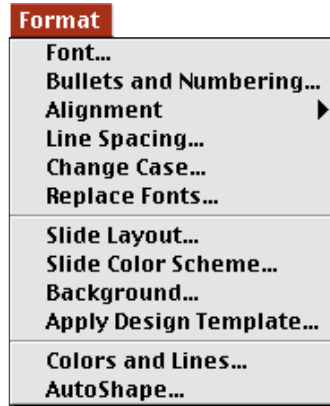 Format
Font...
Bullets and Numbering...
Alignment
Line Spacing...
Change Case...
Replace Fonts...
Slide Layout...
Slide Color Scheme...
Background...
Apply Design Template...
Colors and Lines...
AutoShape...